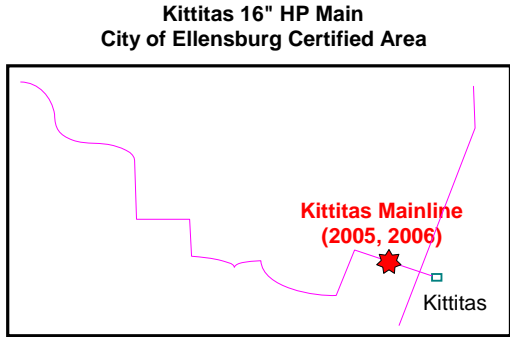 Kittitas 16" HP Main
City of Ellensburg Certified Area
Kittitas Mainline
(2005, 2006)
Kittitas